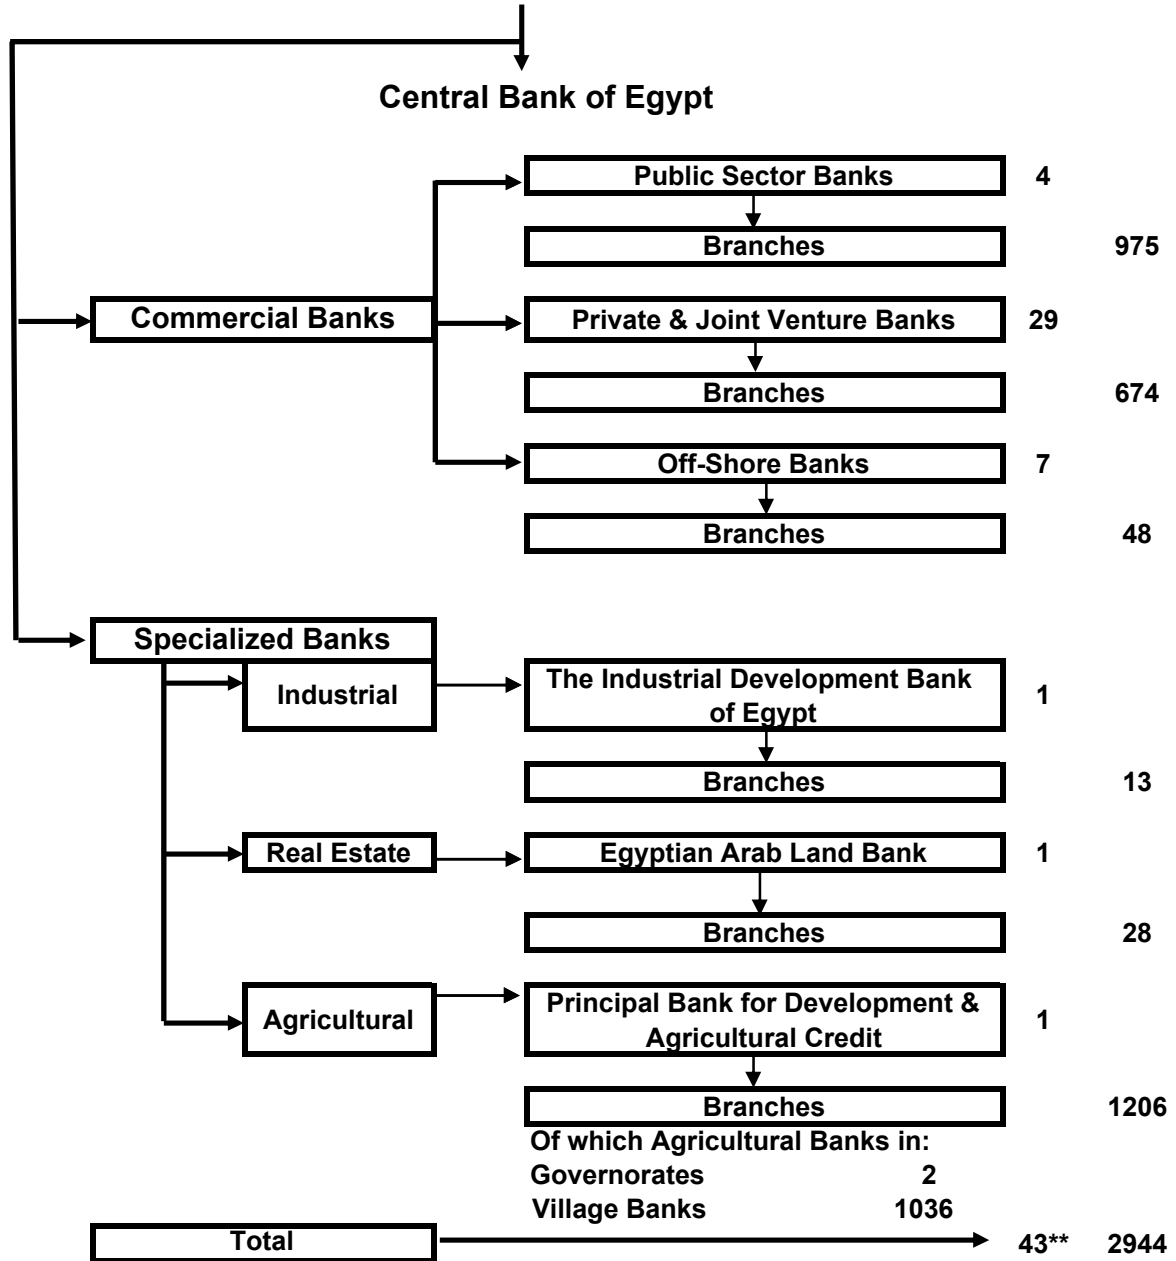 Central Bank of Egypt
Public Sector Banks 4
Branches 975
Commercial Banks
Private & Joint Venture Banks 29
Branches 674
Off-Shore Banks 7
Branches 48
Specialized Banks
Industrial
The Industrial Development Bank
of Egypt
1
Branches 13
Real Estate
Egyptian Arab Land Bank 1
Branches 28
Agricultural
Principal Bank for Development &
Agricultural Credit
1
Branches 1206
Of which Agricultural Banks in:
Governorates 2
Village Banks 1036
Total 43** 2944